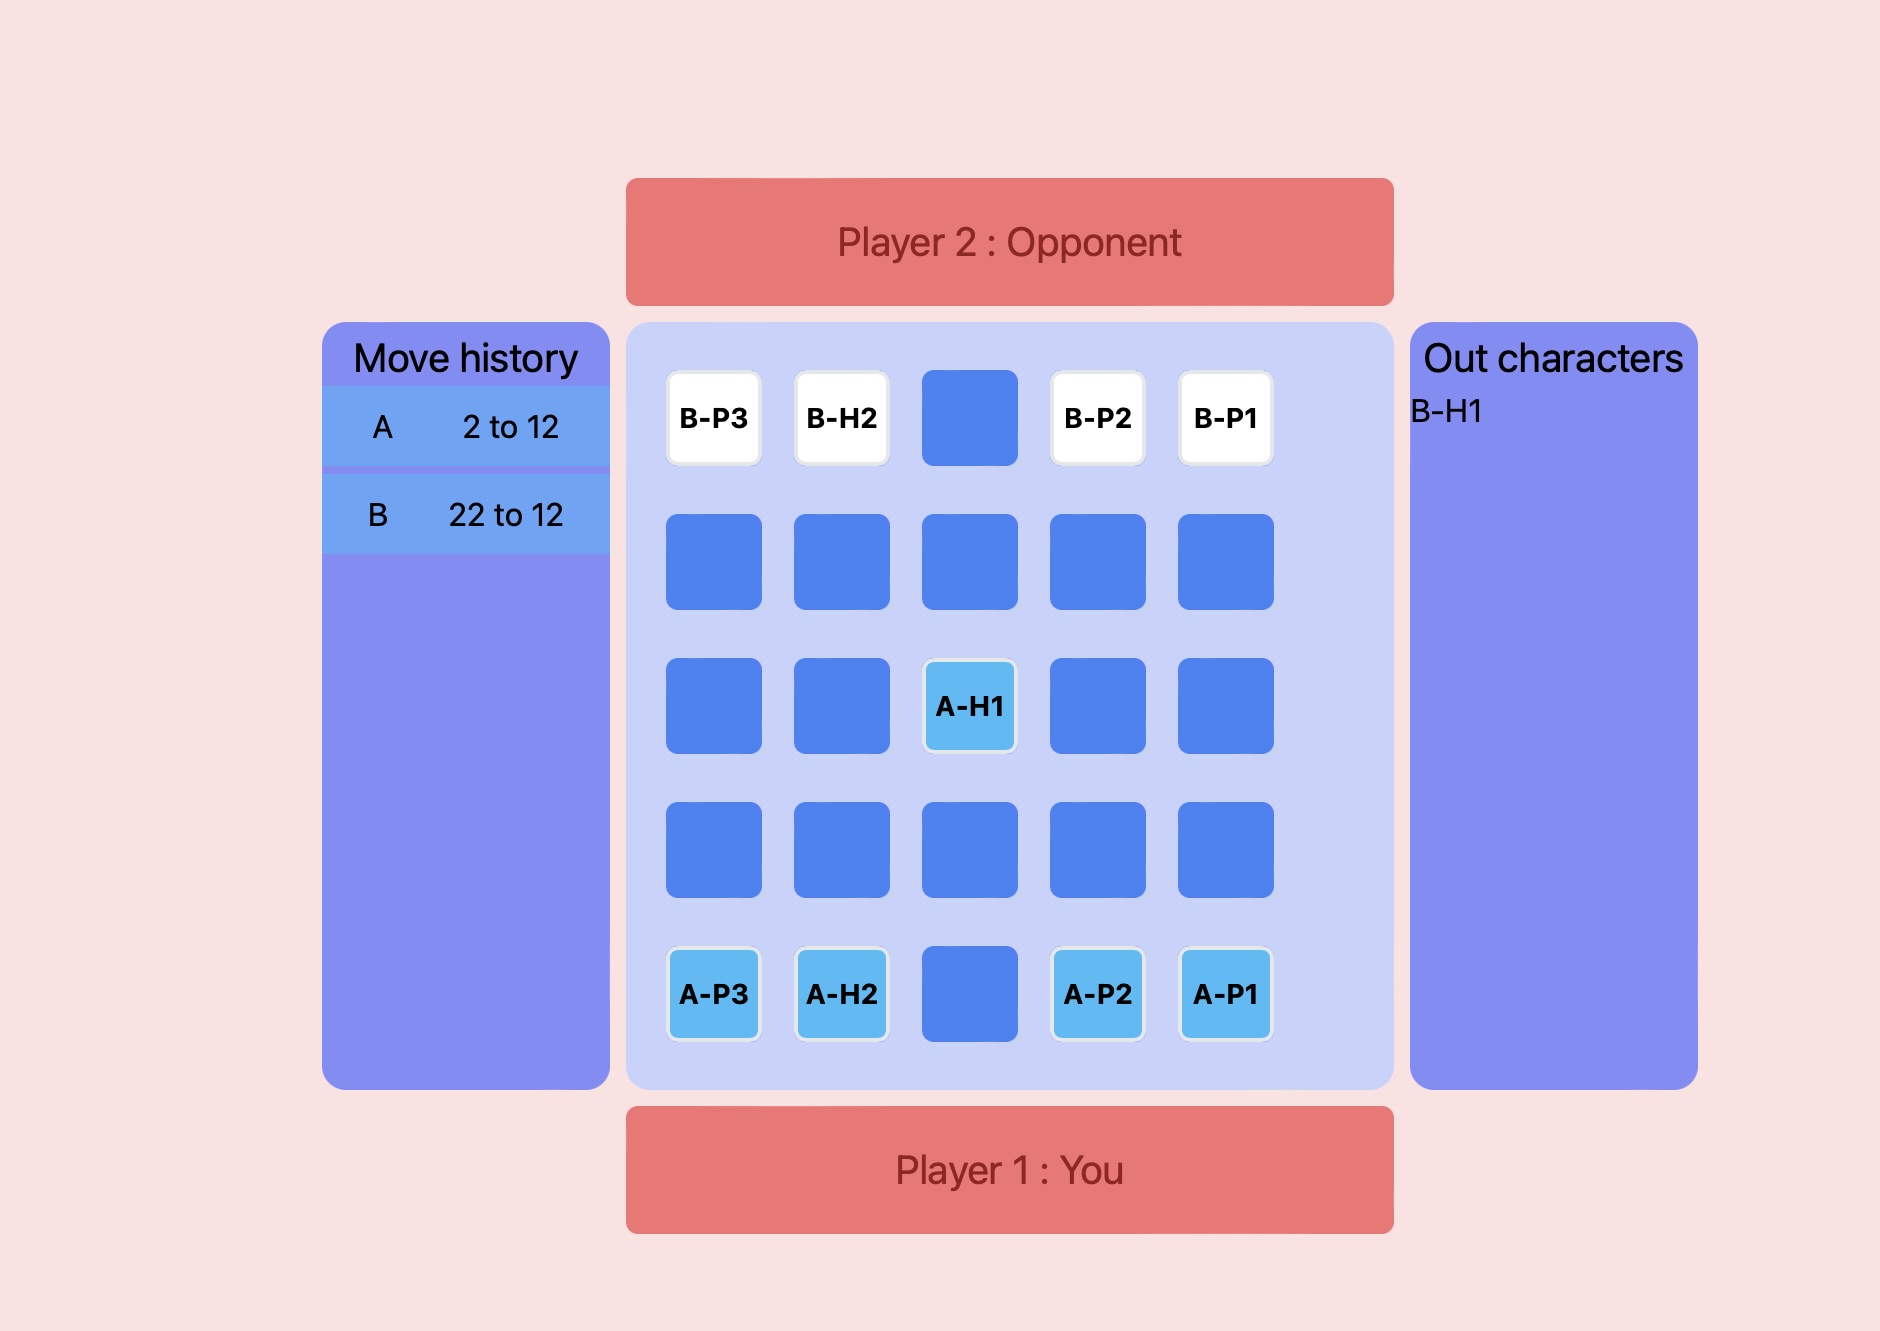 Player 2 : Opponent
Move history
A 2 to 12
B 22 to 12
B-P3 B-H2 B-P2 B-P1
A-H1
A-P3 A-H2 A-P2 A-P1
Out characters
B-H1
Player 1 : You